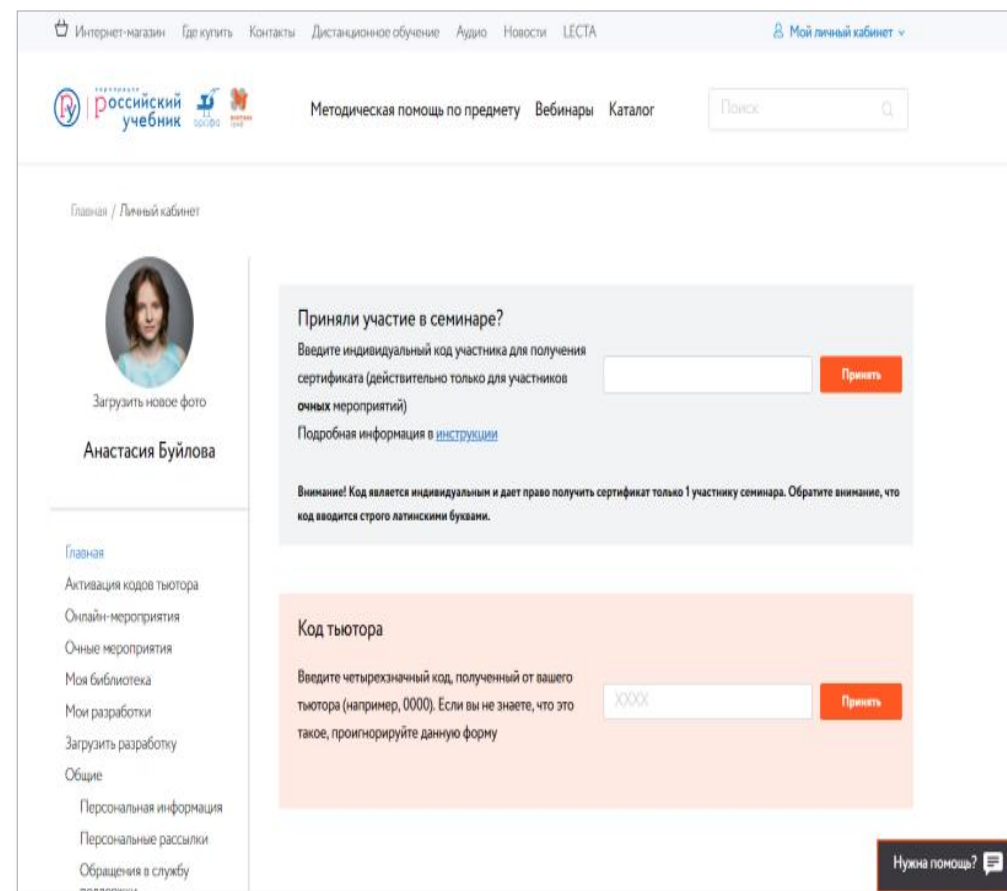 Интернет-магазин Где купить Контакты Дистанционное обучение Аудио Новости LECTA Мой личный кабинет
корпорация
российский
учебник
дрофа
вентана
граф
Методическая помощь по предмету Вебинары Каталог Поиск
Главная / Личный кабинет
Загрузить новое фото
Анастасия Буйлова
Главная
Активация кодов тьютора
Онлайн-мероприятия
Очные мероприятия
Моя библиотека
Мои разработки
Загрузить разработку
Общие
Персональная информация
Персональные рассылки
Обращения в службу
поддержки
Приняли участие в семинаре?
Введите индивидуальный код участника для получения
сертификата (действительно только для участников
очных мероприятий)
Подробная информация в инструкции
Принять
Внимание! Код является индивидуальным и дает право получить сертификат только 1 участнику семинара. Обратите внимание, что
код вводится строго латинскими буквами.
Код тьютора
Введите четырехзначный код, полученный от вашего
тьютора (например, 0000). Если вы не знаете, что это
такое, проигнорируйте данную форму
XXXX
Принять
Нужна помощь?